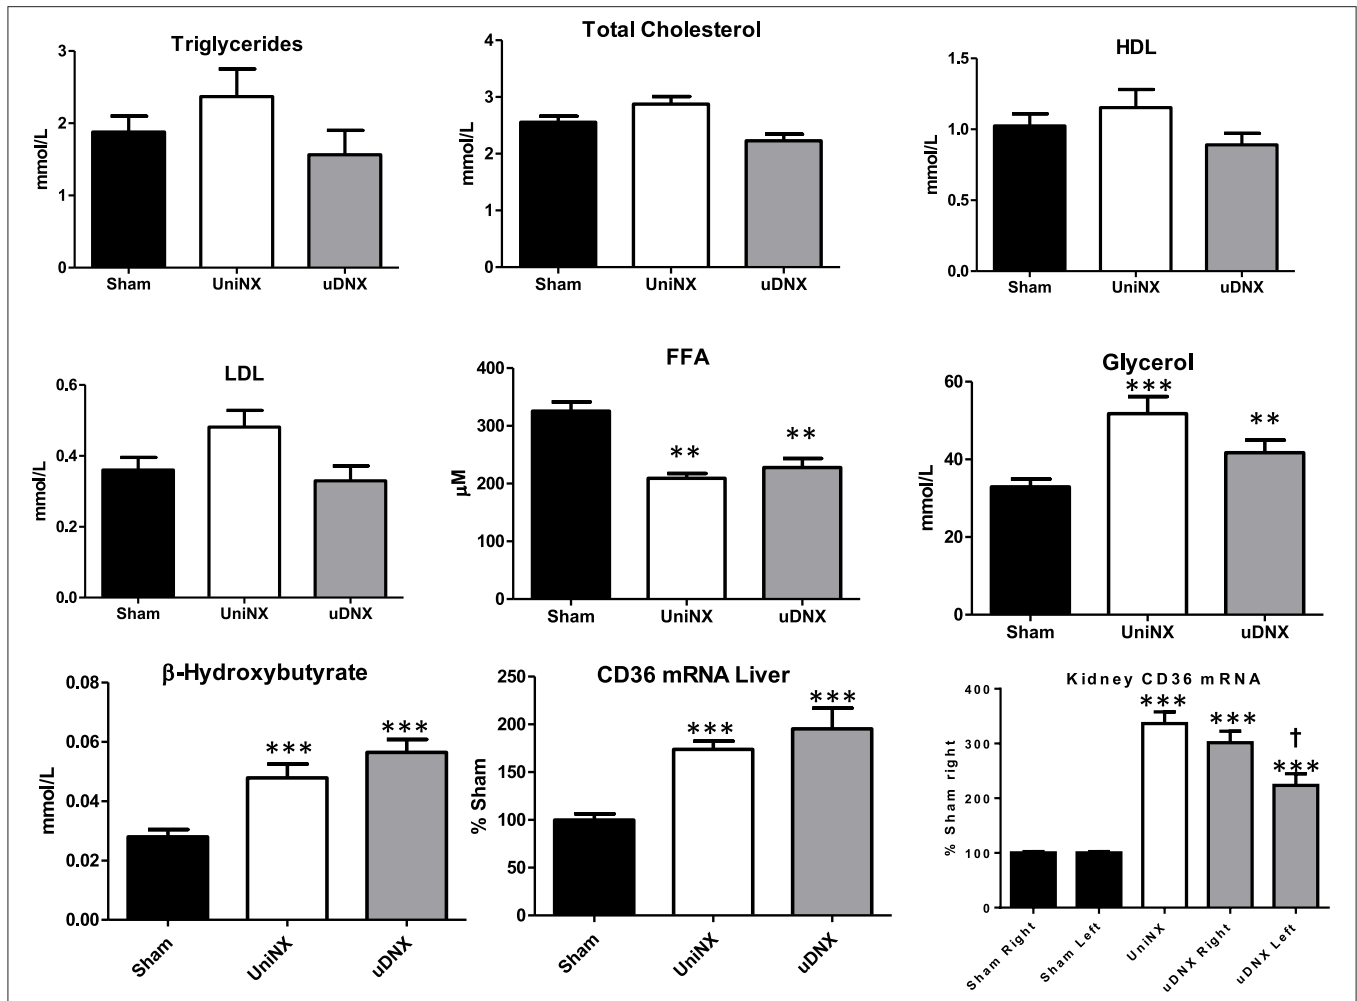 Triglycerides
3
2
1
0
mmol/L
Sham
UniNX
uDNX
Total Cholesterol
4
3
2
1
0
mmol/L
Sham
UniNX
uDNX
HDL
1.5
1.0
0.5
0.0
mmol/L
Sham
UniNX
uDNX
LDL
0.6
0.4
0.2
0.0
mmol/L
Sham
UniNX
uDNX
FFA
400
300
200
100
0
µM
**
**
Sham
UniNX
uDNX
Glycerol
60
40
20
0
mmol/L
***
**
Sham
UniNX
uDNX
β-Hydroxybutyrate
0.08
0.06
0.04
0.02
0.00
mmol/L
***
***
Sham
UniNX
uDNX
CD36 mRNA Liver
250
200
150
100
50
0
% Sham
***
***
Sham
UniNX
uDNX
Kidney CD36 mRNA
400
300
200
100
0
% Sham right
***
***
†
***
Sham Right
Sham Left
UniNX
uDNX Right
uDNX Left